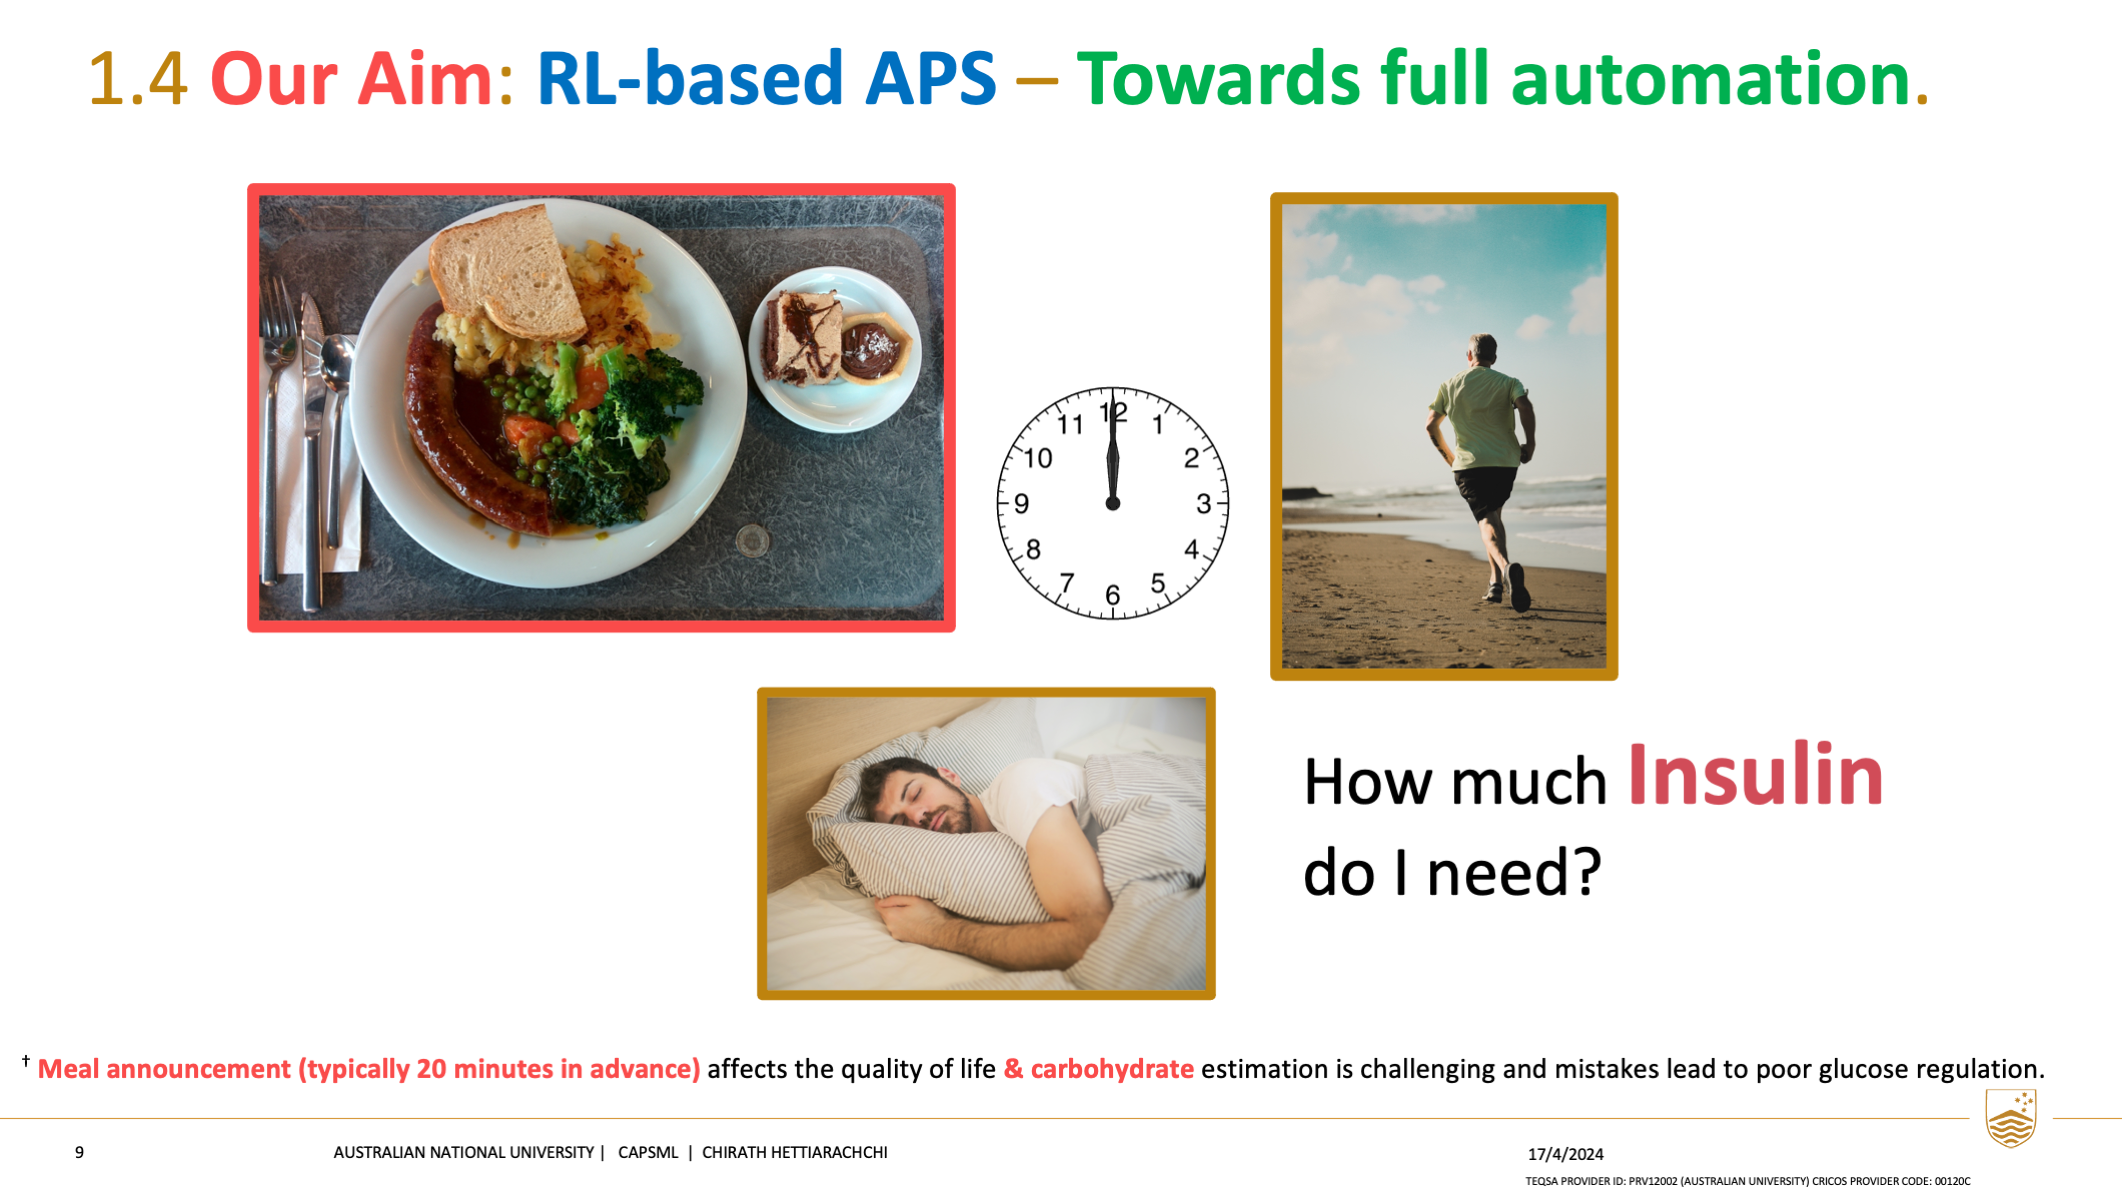 1.4 Our Aim: RL-based APS – Towards full automation.
11 12 1
10 2
9 3
8 4
7 6 5
How much Insulin
do I need?
† Meal announcement (typically 20 minutes in advance) affects the quality of life & carbohydrate estimation is challenging and mistakes lead to poor glucose regulation.
9 AUSTRALIAN NATIONAL UNIVERSITY | CAPSML | CHIRATH HETTIARACHCHI 17/4/2024
TEQSA PROVIDER ID: PRV12002 (AUSTRALIAN UNIVERSITY) CRICOS PROVIDER CODE: 00120C